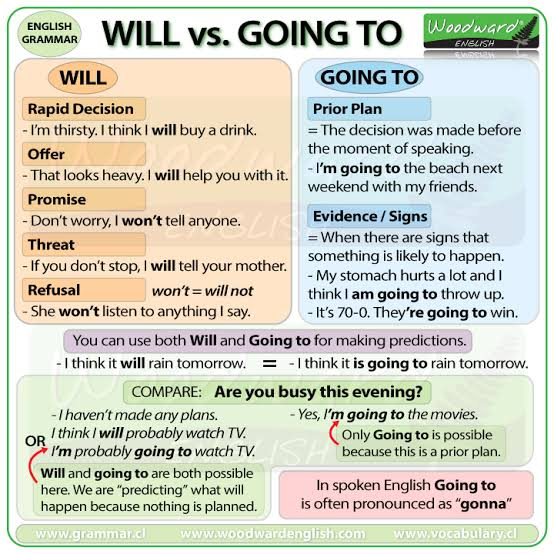 ENGLISH
GRAMMAR
WILL vs. GOING TO
Woodward®
ENGLISH
WILL
Rapid Decision
- I'm thirsty. I think I will buy a drink.
Offer
- That looks heavy. I will help you with it.
Promise
- Don't worry, I won't tell anyone.
Threat
- If you don't stop, I will tell your mother.
Refusal won't = will not
- She won't listen to anything I say.
GOING TO
Prior Plan
= The decision was made before
the moment of speaking.
- I'm going to the beach next
weekend with my friends.
Evidence / Signs
= When there are signs that
something is likely to happen.
- My stomach hurts a lot and I
think I am going to throw up.
- It's 70-0. They're going to win.
You can use both Will and Going to for making predictions.
- I think it will rain tomorrow. = - I think it is going to rain tomorrow.
COMPARE: Are you busy this evening?
- I haven't made any plans.
I think I will probably watch TV.
OR
I'm probably going to watch TV.
Will and going to are both possible
here. We are "predicting" what will
happen because nothing is planned.
- Yes, I'm going to the movies.
Only Going to is possible
because this is a prior plan.
In spoken English Going to
is often pronounced as "gonna"
www.grammar.cl www.woodwardenglish.com www.vocabulary.cl